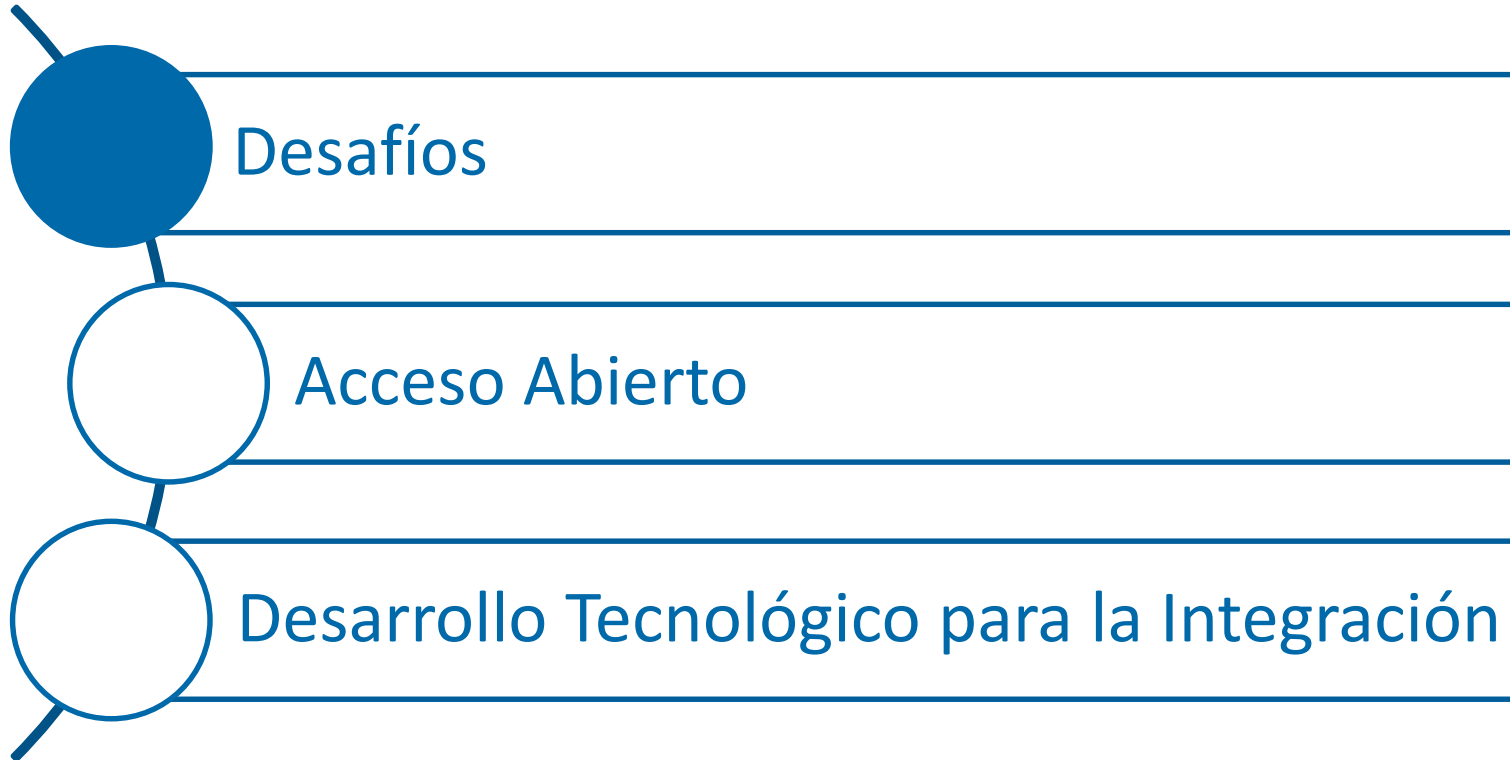 Desafíos
Acceso Abierto
Desarrollo Tecnológico para la Integración